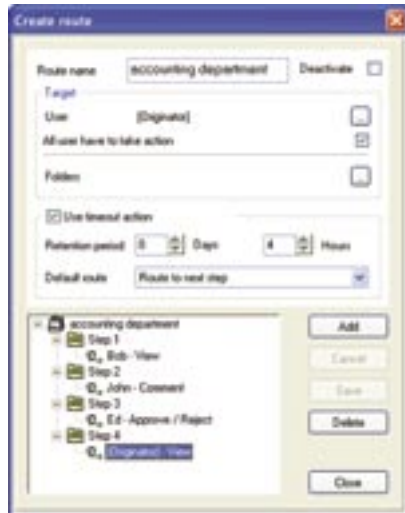 Create route
Route name accounting department Deactivate
Target
User [Originator] ...
All user have to take action
Folders ...
Use timeout action
Retention period 0 Days 4 Hours
Default route Route to next step
accounting department
Step 1
Bob - View
Step 2
John - Comment
Step 3
Ed - Approve / Reject
Step 4
[Originator] - View
Add
Cancel
Save
Delete
Close